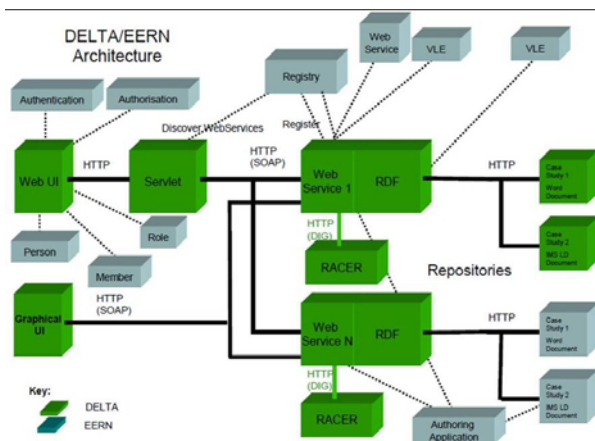 DELTA/EERN
Architecture
Authentication
Authorisation
Registry
Web
Service
VLE
VLE
Discover WebServices
Register
HTTP
HTTP
(SOAP)
Web UI
Servlet
Web
Service 1
RDF
HTTP
Case
Study 1
Word
Document
Case
Study 2
IMS LD
Document
Person
Member
Role
HTTP
(DIG)
RACER
Repositories
HTTP
(SOAP)
Graphical
UI
Web
Service N
RDF
HTTP
Case
Study 1
Word
Document
Case
Study 2
IMS LD
Document
HTTP
(DIG)
RACER
Authoring
Application
Key:
DELTA
EERN